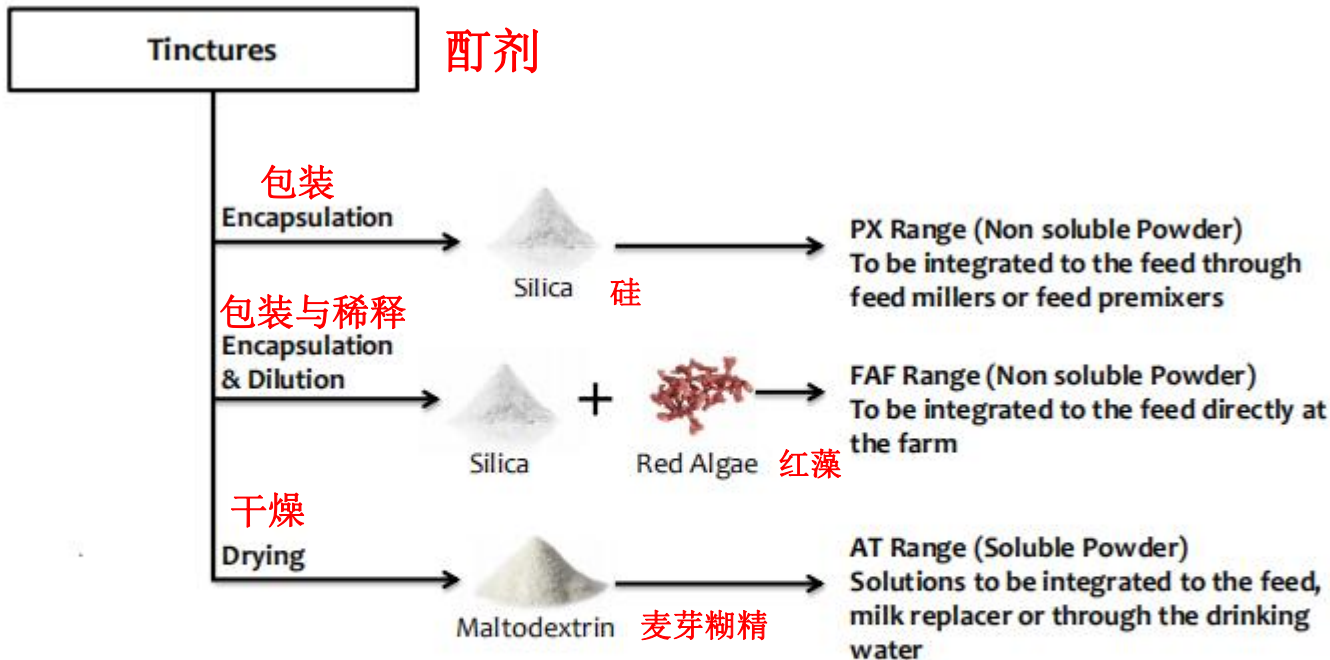 Tinctures
酊剂
包装
Encapsulation
Silica
硅
PX Range (Non soluble Powder)
To be integrated to the feed through
feed millers or feed premixers
包装与稀释
Encapsulation
& Dilution
Silica
+
Red Algae
红藻
FAF Range (Non soluble Powder)
To be integrated to the feed directly at
the farm
干燥
Drying
Maltodextrin
麦芽糊精
AT Range (Soluble Powder)
Solutions to be integrated to the feed,
milk replacer or through the drinking
water